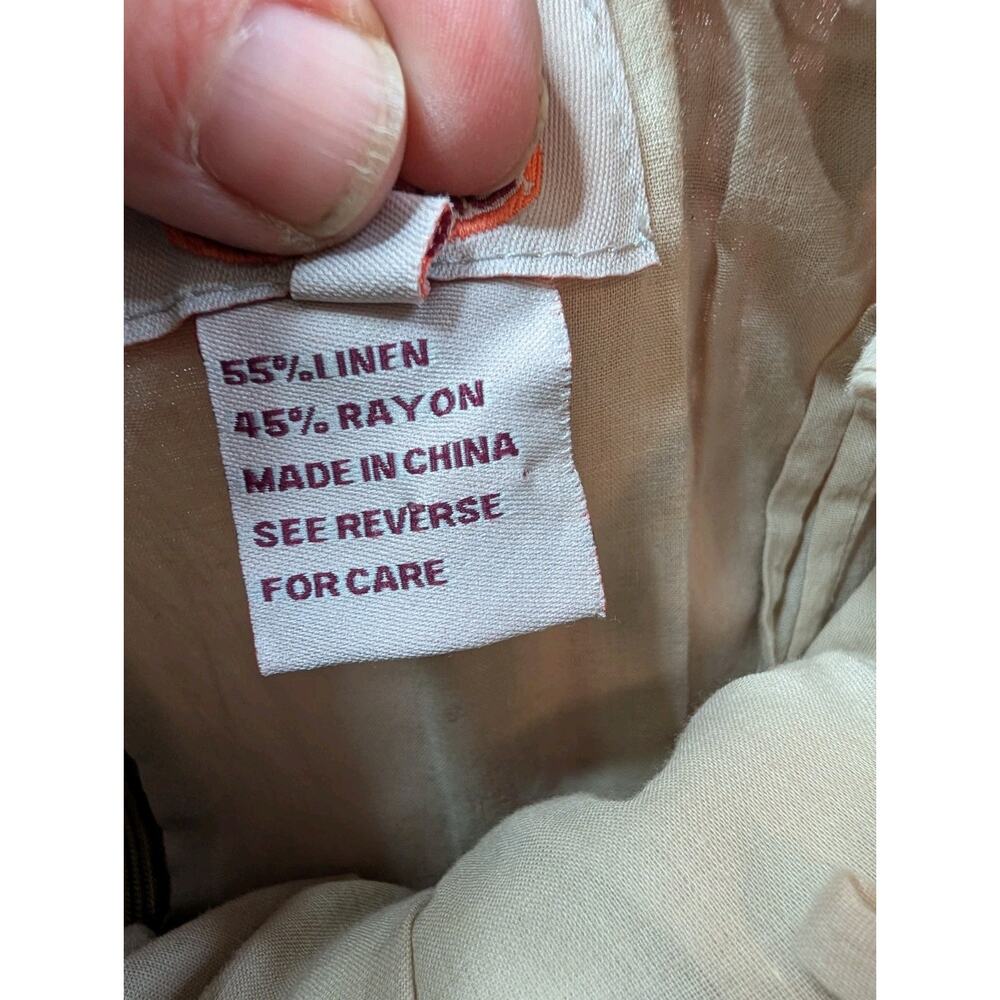 55% LINEN
45% RAYON
MADE IN CHINA
SEE REVERSE
FOR CARE